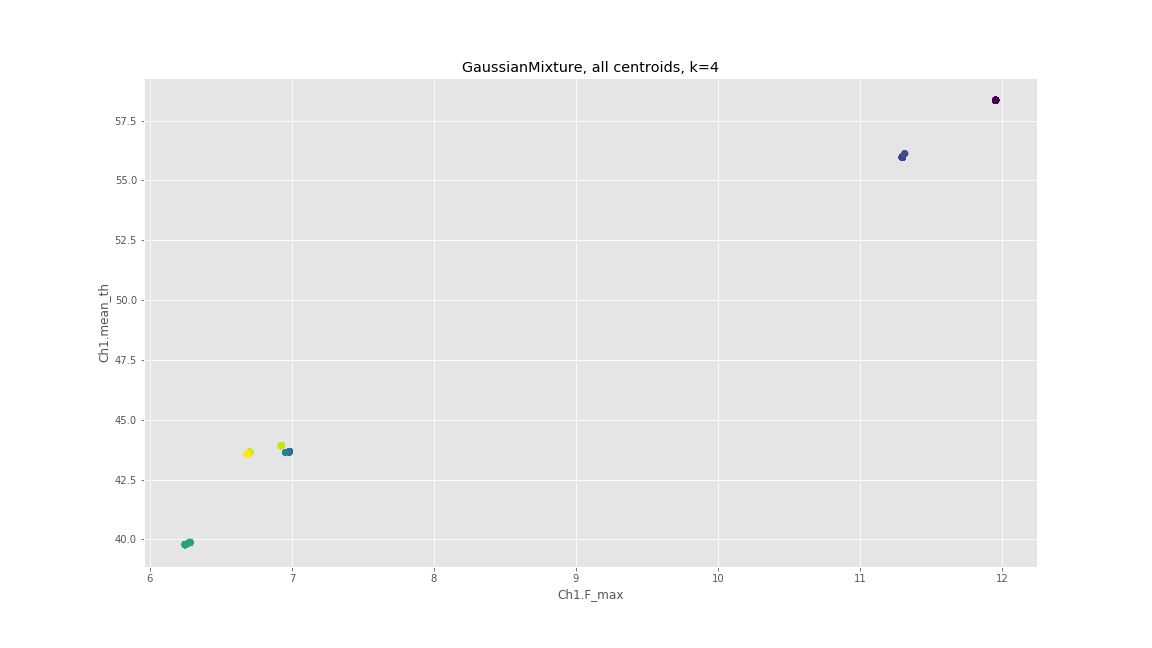 GaussianMixture, all centroids, k=4
57.5
55.0
52.5
50.0
47.5
45.0
42.5
40.0
Ch1.mean_th
6 7 8 9 10 11 12
Ch1.F_max